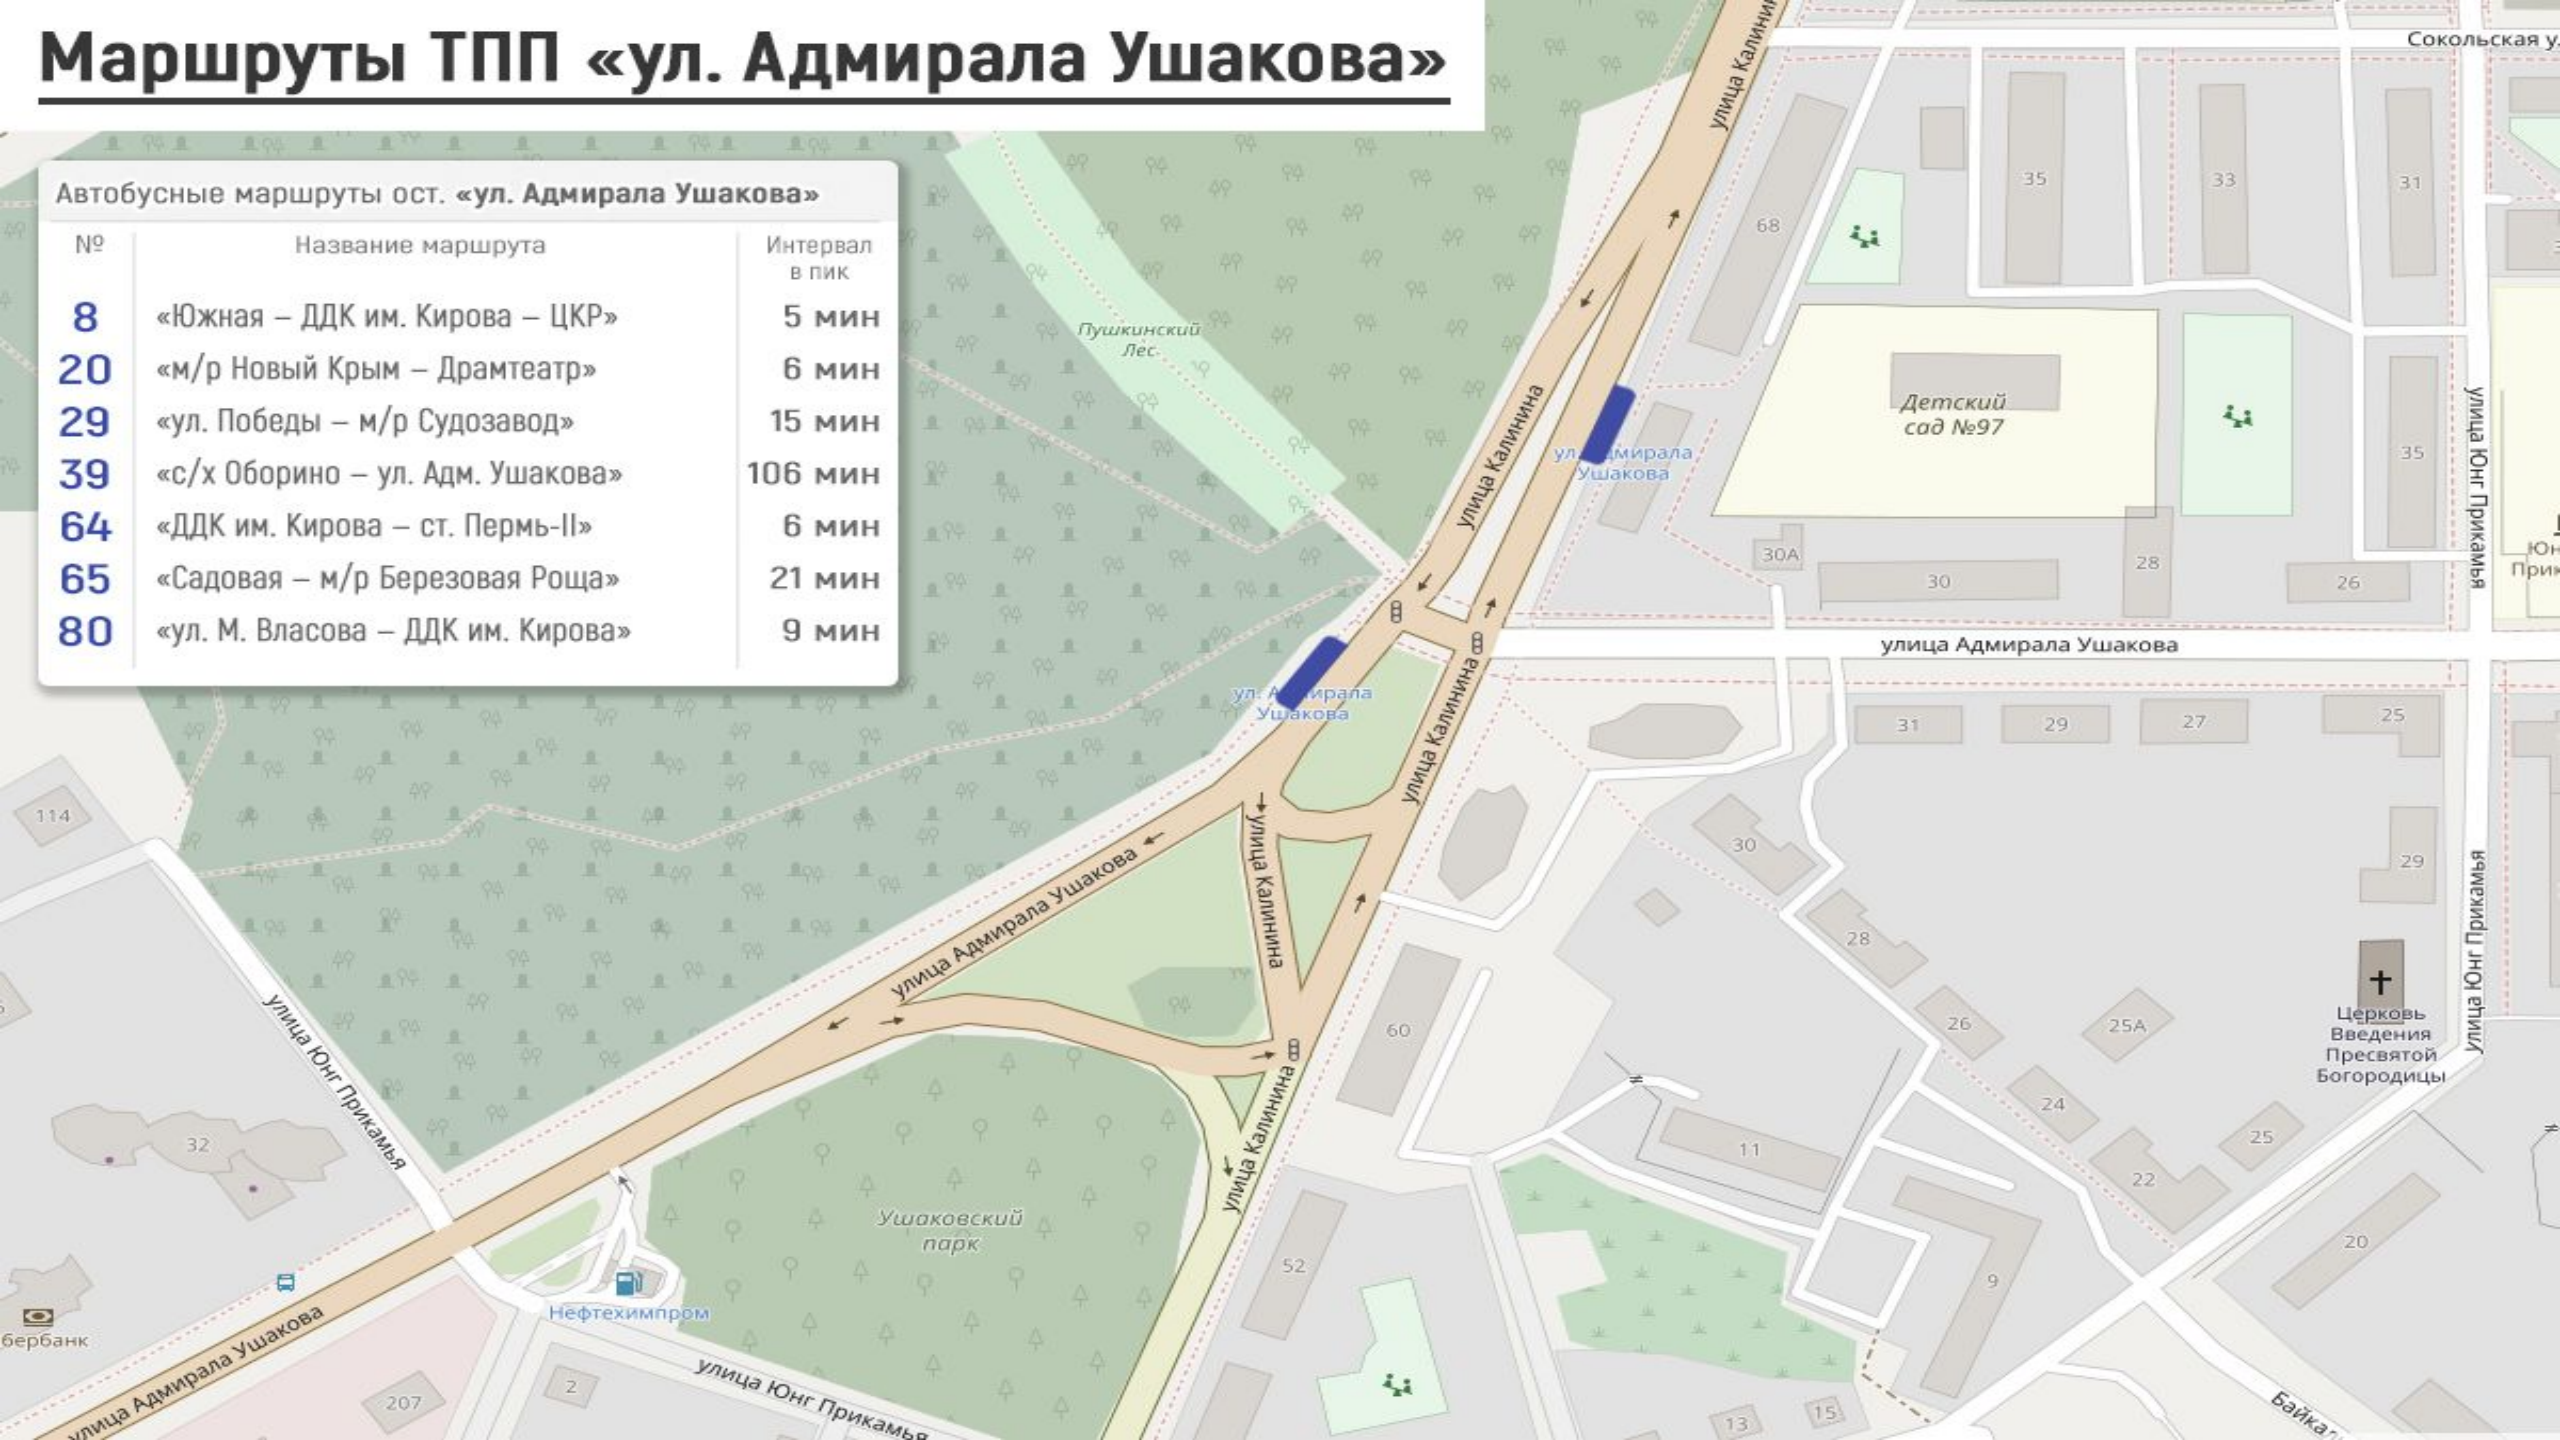 Маршруты ТПП «ул. Адмирала Ушакова»
Автобусные маршруты ост. «ул. Адмирала Ушакова»
№ Название маршрута Интервал
в пик
8 «Южная – ДДК им. Кирова – ЦКР» 5 мин
20 «м/р Новый Крым – Драмтеатр» 6 мин
29 «ул. Победы – м/р Судозавод» 15 мин
39 «с/х Оборино – ул. Адм. Ушакова» 106 мин
64 «ДДК им. Кирова – ст. Пермь-II» 6 мин
65 «Садовая – м/р Березовая Роща» 21 мин
80 «ул. М. Власова – ДДК им. Кирова» 9 мин
улица Калинин
Сокольская у
35
33
31
68
Пушкинский
Лес
улица Калинина
Детский
сад №97
35
улица Юнг Прикамья
ул. Адмирала
Ушакова
30А
30
28
26
Юн
Прик
улица Адмирала Ушакова
ул. Адмирала
Ушакова
улица Калинина
31
29
27
25
114
30
29
улица Калинина
улица Адмирала Ушакова
28
улица Юнг Прикамья
60
26
25А
Церковь
Введения
Пресвятой
Богородицы
улица Юнг Прикамья
32
24
25
22
11
улица Калинина
Ушаковский
парк
52
20
9
Нефтехимпром
бербанк
улица Адмирала Ушакова
207
2
улица Юнг Прикамья
13
15
Байкал